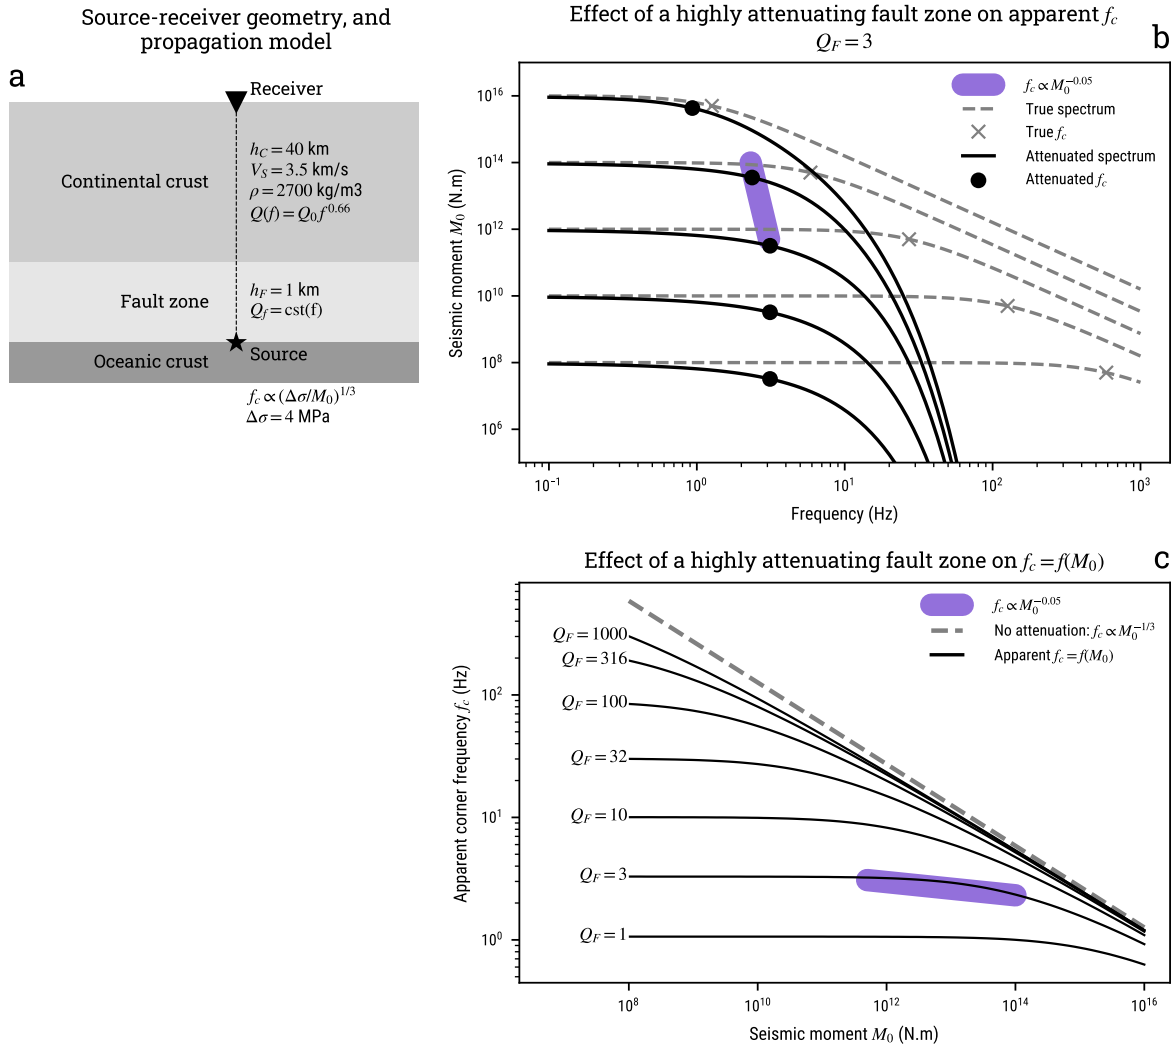 Source-receiver geometry, and
propagation model
a
Receiver
Continental crust
h_C = 40 km
V_S = 3.5 km/s
ρ = 2700 kg/m3
Q(f) = Q_0 f^0.66
Fault zone
h_F = 1 km
Q_f = cst(f)
Oceanic crust
Source
f_c ∝ (Δσ/M_0)^1/3
Δσ = 4 MPa
Effect of a highly attenuating fault zone on apparent f_c
Q_F = 3
b
f_c ∝ M_0^−0.05
True spectrum
True f_c
Attenuated spectrum
Attenuated f_c
Seismic moment M_0 (N.m)
10^16
10^14
10^12
10^10
10^8
10^6
10^−1 10^0 10^1 10^2 10^3
Frequency (Hz)
Effect of a highly attenuating fault zone on f_c = f(M_0)
c
f_c ∝ M_0^−0.05
No attenuation: f_c ∝ M_0^−1/3
Apparent f_c = f(M_0)
Apparent corner frequency f_c (Hz)
10^2
10^1
10^0
Q_F = 1000
Q_F = 316
Q_F = 100
Q_F = 32
Q_F = 10
Q_F = 3
Q_F = 1
10^8 10^10 10^12 10^14 10^16
Seismic moment M_0 (N.m)